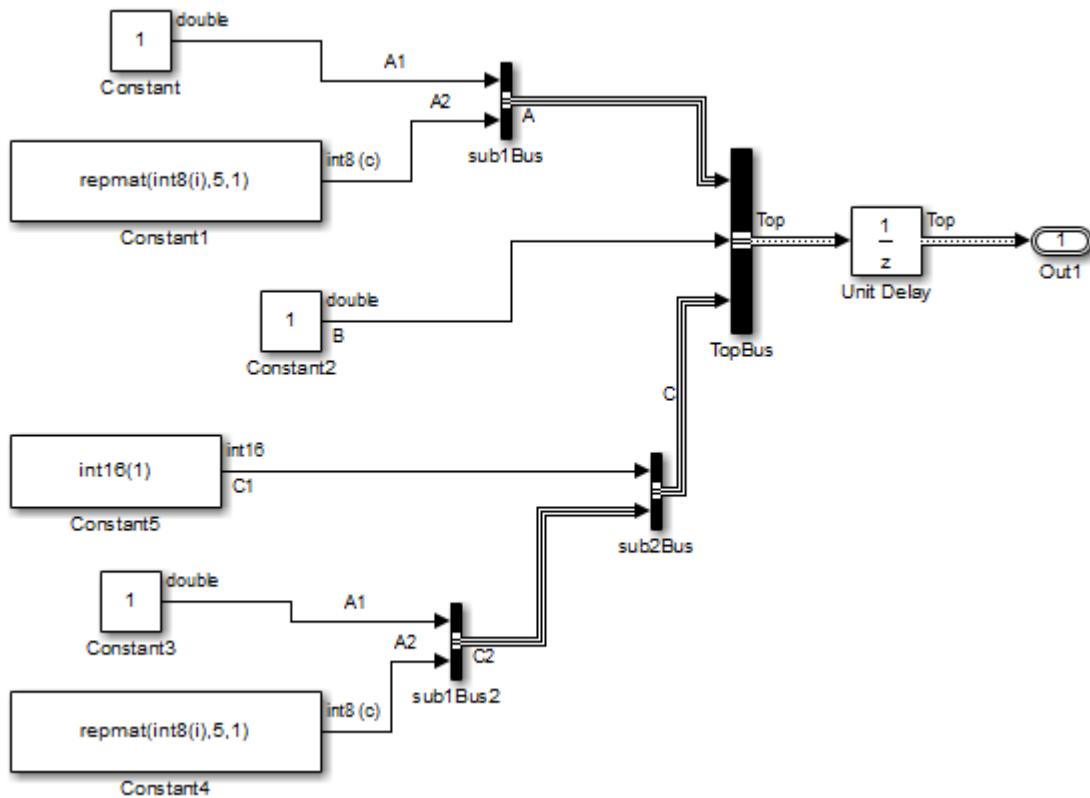 double
1
Constant
A1
A2
A
sub1Bus
repmat(int8(i),5,1)
int8 (c)
Constant1
Top
Top
1
z
1
Out1
Unit Delay
TopBus
double
1
B
Constant2
C
int16(1)
int16
C1
Constant5
sub2Bus
double
1
Constant3
A1
A2
C2
sub1Bus2
repmat(int8(i),5,1)
int8 (c)
Constant4